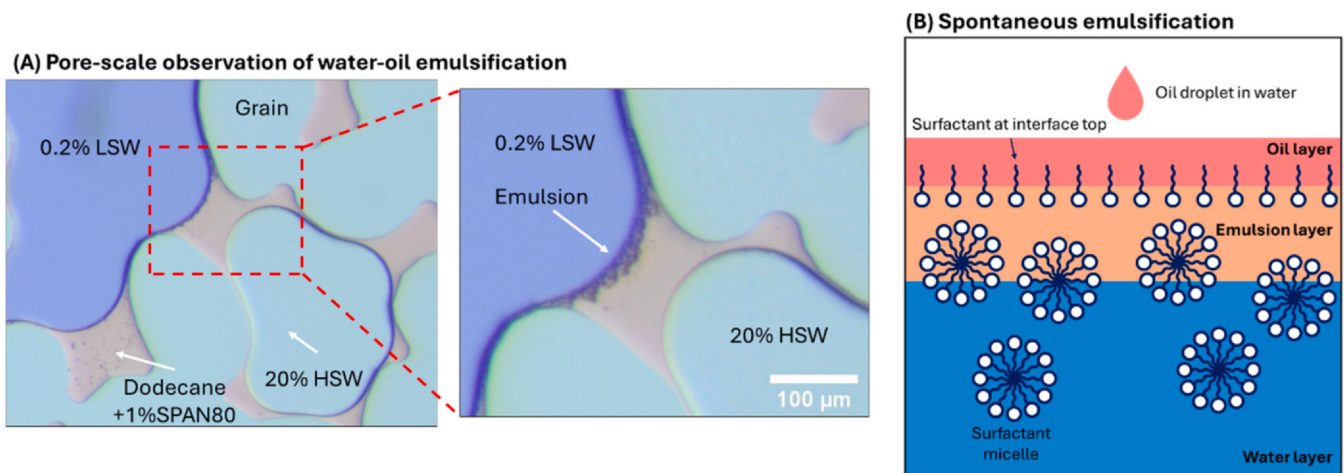 (A) Pore-scale observation of water-oil emulsification
Grain
0.2% LSW
Dodecane
+1%SPAN80
20% HSW
0.2% LSW
Emulsion
20% HSW
100 µm
(B) Spontaneous emulsification
Oil droplet in water
Surfactant at interface top
Oil layer
Emulsion layer
Surfactant
micelle
Water layer